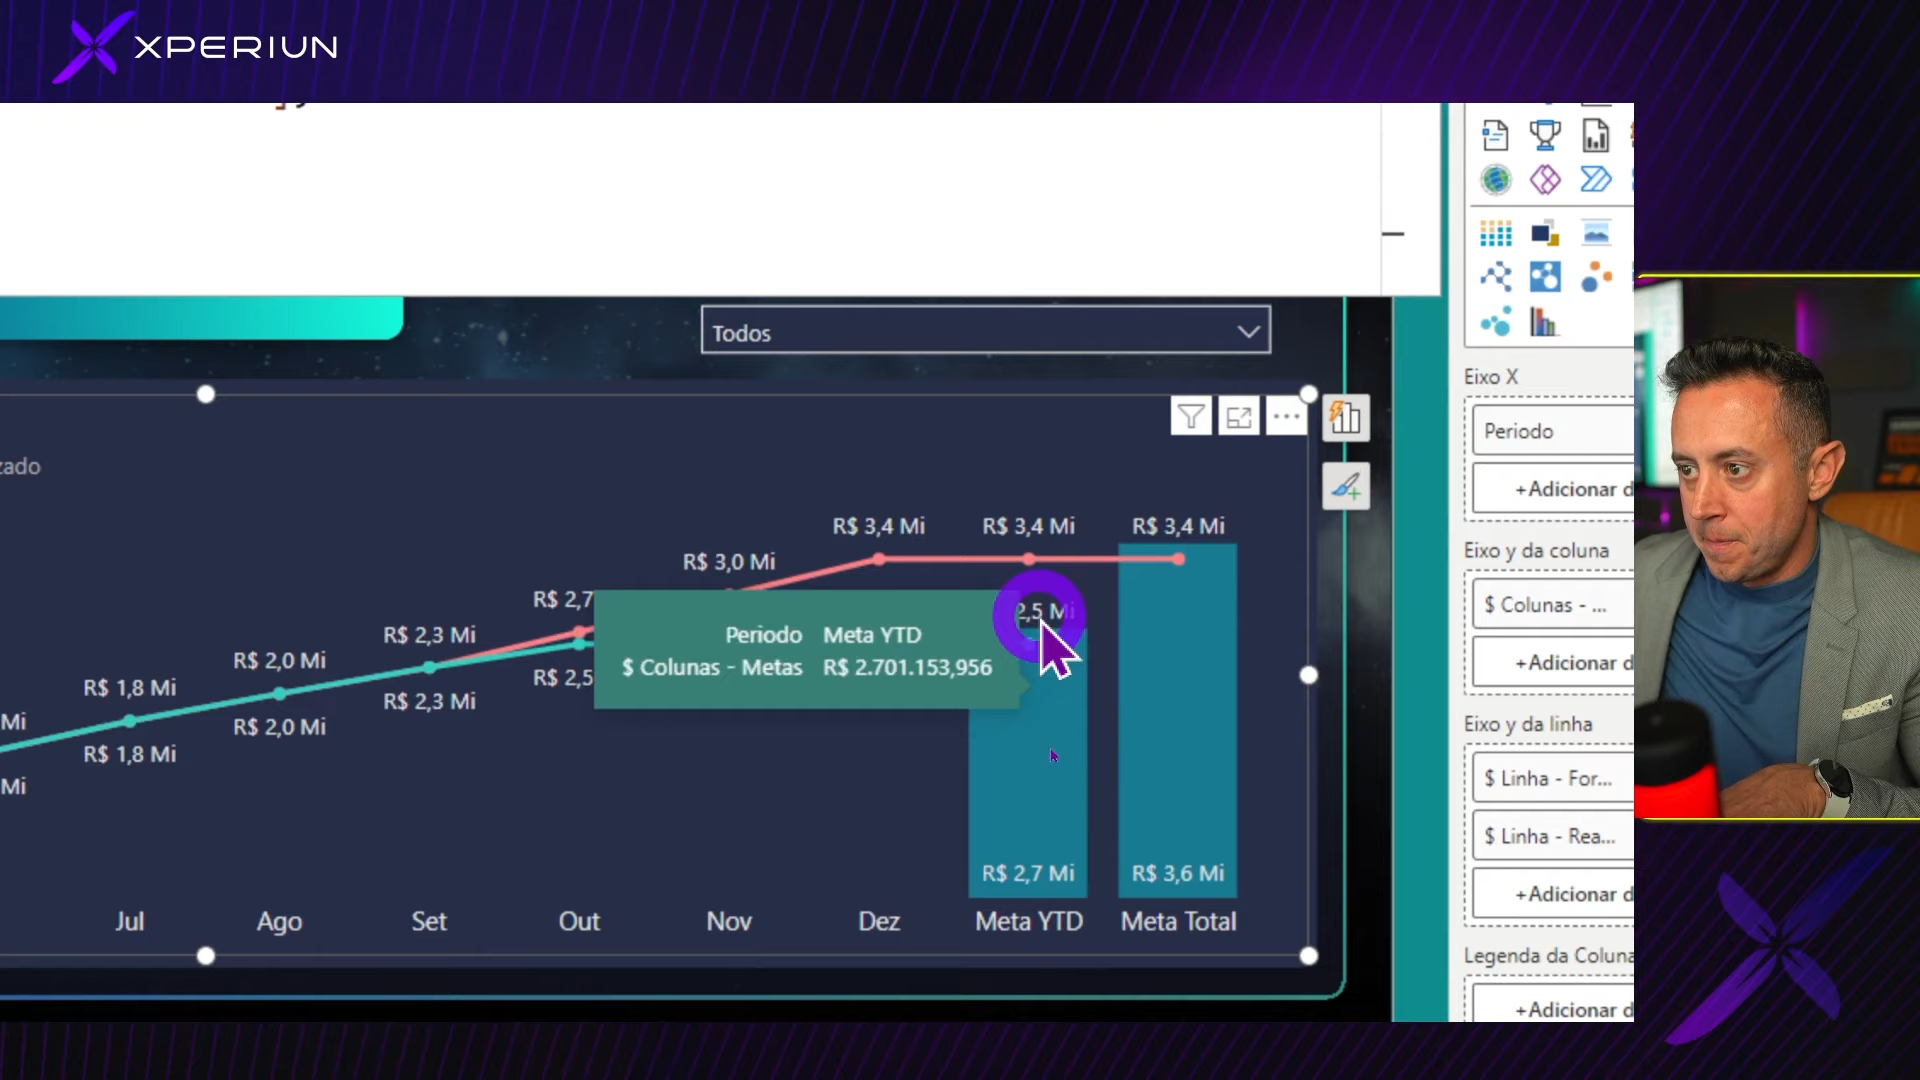 XPERIUN
Todos
zado
R$ 3,4 Mi
R$ 3,4 Mi
R$ 3,4 Mi
R$ 3,0 Mi
R$ 2,7
2,5 Mi
R$ 2,3 Mi
R$ 2,0 Mi
R$ 1,8 Mi
Mi
Periodo Meta YTD
$ Colunas - Metas R$ 2.701.153,956
R$ 2,5
R$ 2,3 Mi
R$ 2,0 Mi
R$ 1,8 Mi
Mi
R$ 2,7 Mi
R$ 3,6 Mi
Jul
Ago
Set
Out
Nov
Dez
Meta YTD
Meta Total
Eixo X
Periodo
+Adicionar d
Eixo y da coluna
$ Colunas - ...
+Adicionar d
Eixo y da linha
$ Linha - For...
$ Linha - Rea...
+Adicionar d
Legenda da Coluna
+Adicionar d